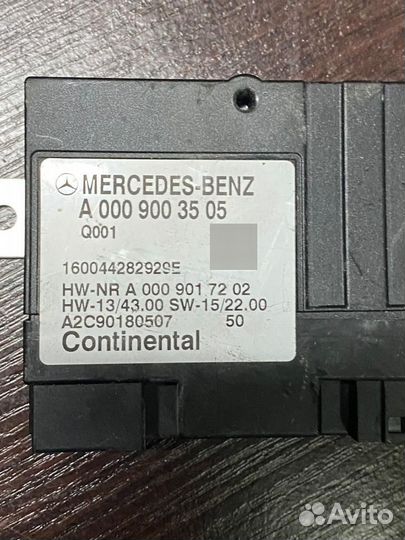 MERCEDES-BENZ
A 000 900 35 05
Q001
160044282929E
HW-NR A 000 901 72 02
HW-13/43.00 SW-15/22.00
A2C90180507 50
Continental
Avito